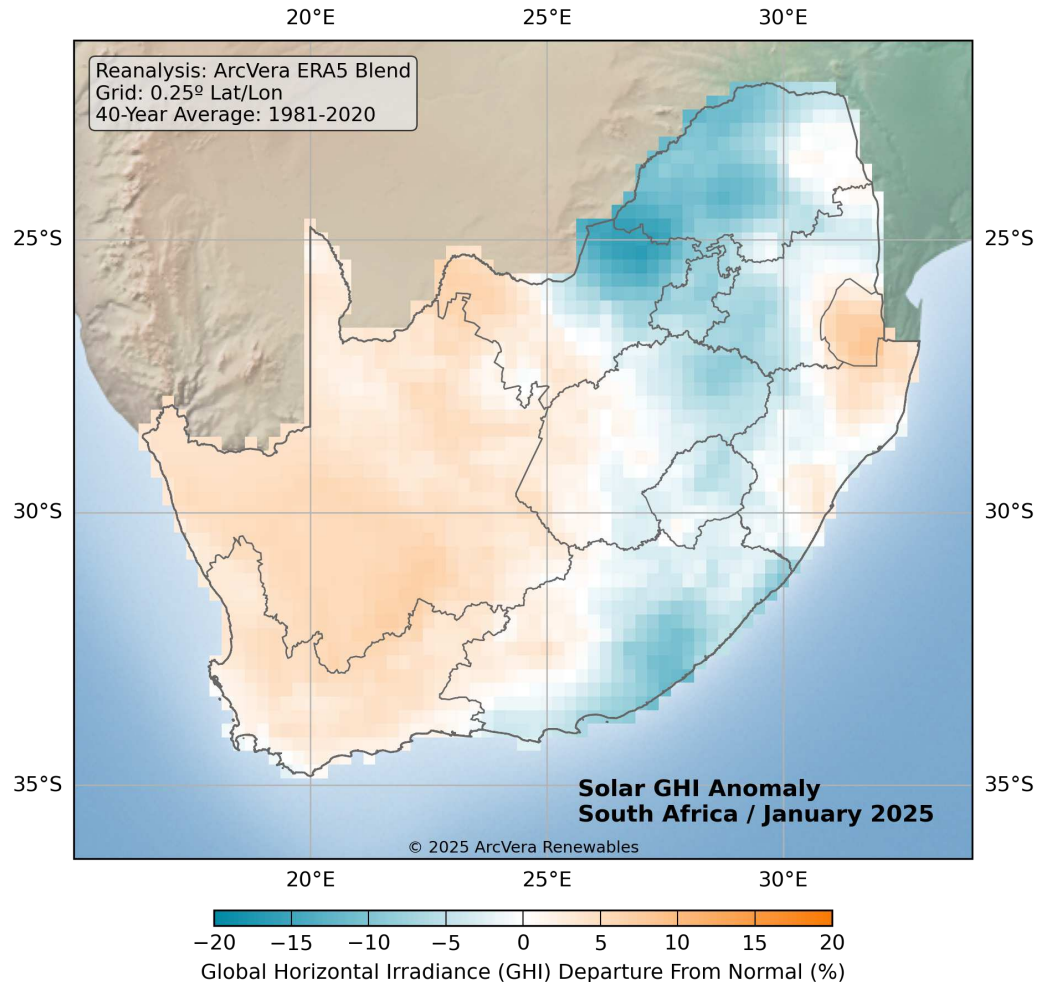 20°E 25°E 30°E
Reanalysis: ArcVera ERA5 Blend
Grid: 0.25º Lat/Lon
40-Year Average: 1981-2020
25°S 25°S
30°S 30°S
35°S 35°S
Solar GHI Anomaly
South Africa / January 2025
© 2025 ArcVera Renewables
20°E 25°E 30°E
−20 −15 −10 −5 0 5 10 15 20
Global Horizontal Irradiance (GHI) Departure From Normal (%)